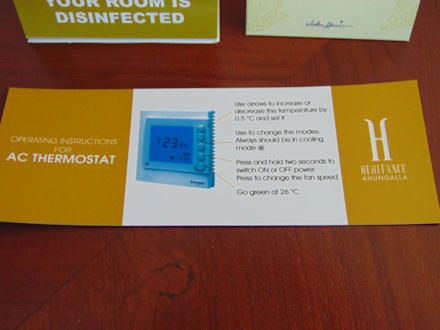 YOUR ROOM IS
DISINFECTED
OPERATING INSTRUCTIONS
FOR
AC THERMOSTAT
Use arrows to increase or
decrease the temperature by
0.5 °C and set it
Use to change the modes.
Always should be in cooling
mode ❄
Press and hold two seconds to
switch ON or OFF power
Press to change the fan speed
Go green at 26 °C
H
HERITANCE
AHUNGALLA